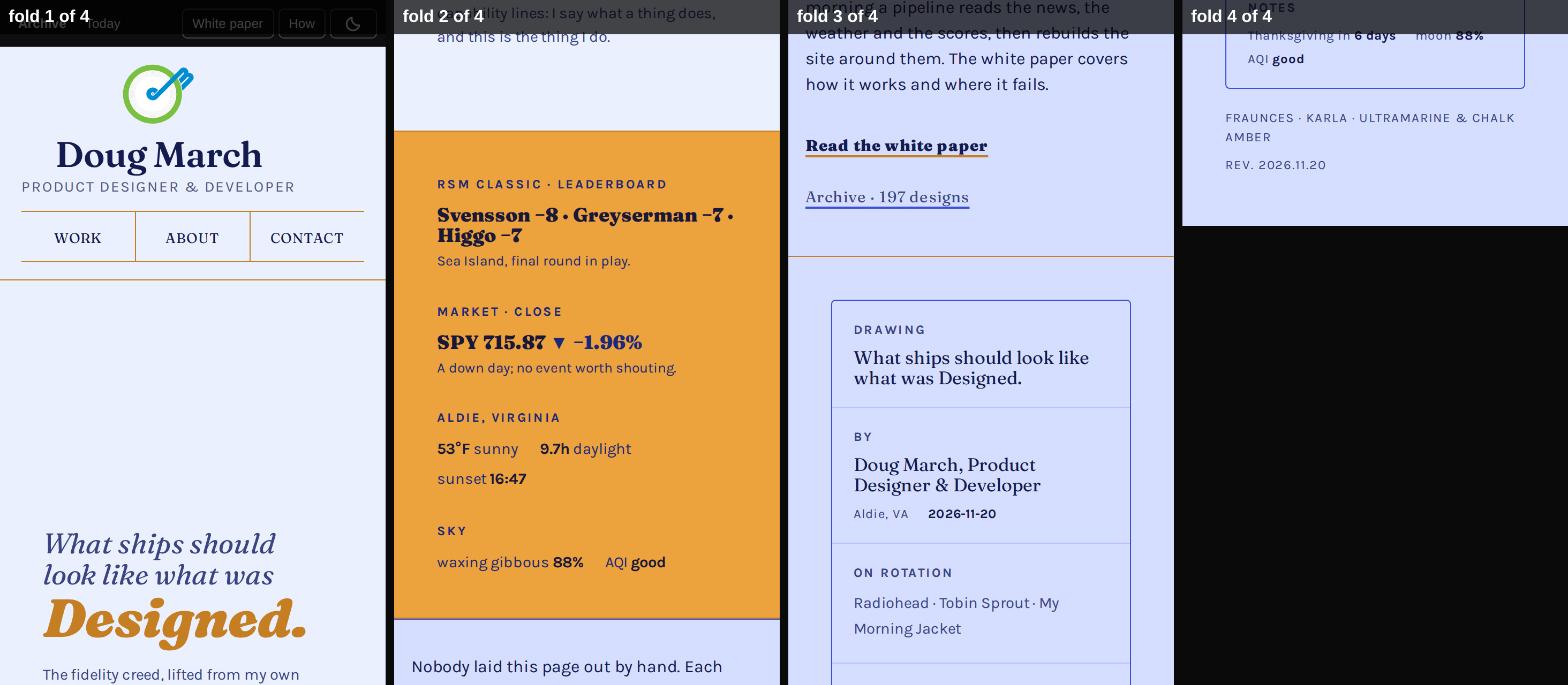 fold 1 of 4
Archive Today
White paper
How
Doug March
PRODUCT DESIGNER & DEVELOPER
WORK
ABOUT
CONTACT
What ships should
look like what was
Designed.
The fidelity creed, lifted from my own
fold 2 of 4
lines: I say what a thing does,
and this is the thing I do.
RSM CLASSIC · LEADERBOARD
Svensson −8 · Greyserman −7 ·
Higgo −7
Sea Island, final round in play.
MARKET · CLOSE
SPY 715.87 ▼ −1.96%
A down day; no event worth shouting.
ALDIE, VIRGINIA
53°F sunny 9.7h daylight
sunset 16:47
SKY
waxing gibbous 88% AQI good
Nobody laid this page out by hand. Each
fold 3 of 4
morning a pipeline reads the news, the
weather and the scores, then rebuilds the
site around them. The white paper covers
how it works and where it fails.
Read the white paper
Archive · 197 designs
DRAWING
What ships should look like
what was Designed.
BY
Doug March, Product
Designer & Developer
Aldie, VA 2026-11-20
ON ROTATION
Radiohead · Tobin Sprout · My
Morning Jacket
fold 4 of 4
NOTES
Thanksgiving in 6 days moon 88%
AQI good
FRAUNCES · KARLA · ULTRAMARINE & CHALK
AMBER
REV. 2026.11.20